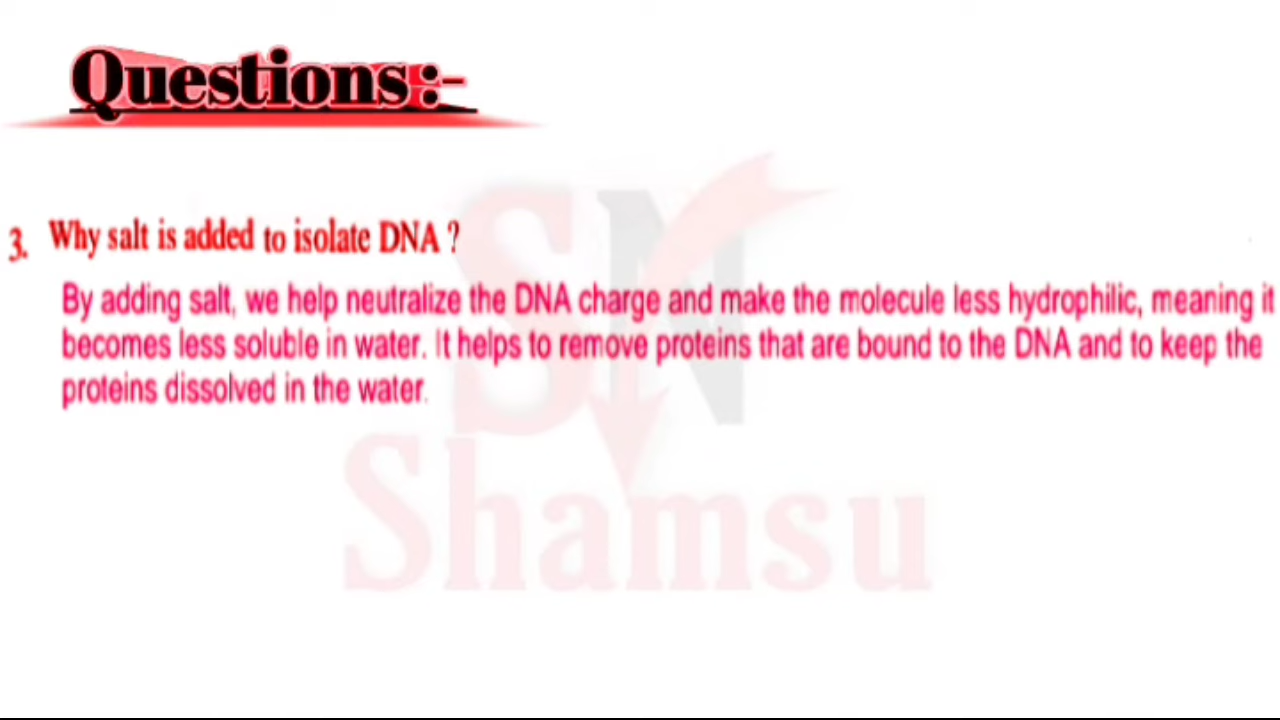 Questions :-
3. Why salt is added to isolate DNA ?
By adding salt, we help neutralize the DNA charge and make the molecule less hydrophilic, meaning it
becomes less soluble in water. It helps to remove proteins that are bound to the DNA and to keep the
proteins dissolved in the water.
SN
Shamsu